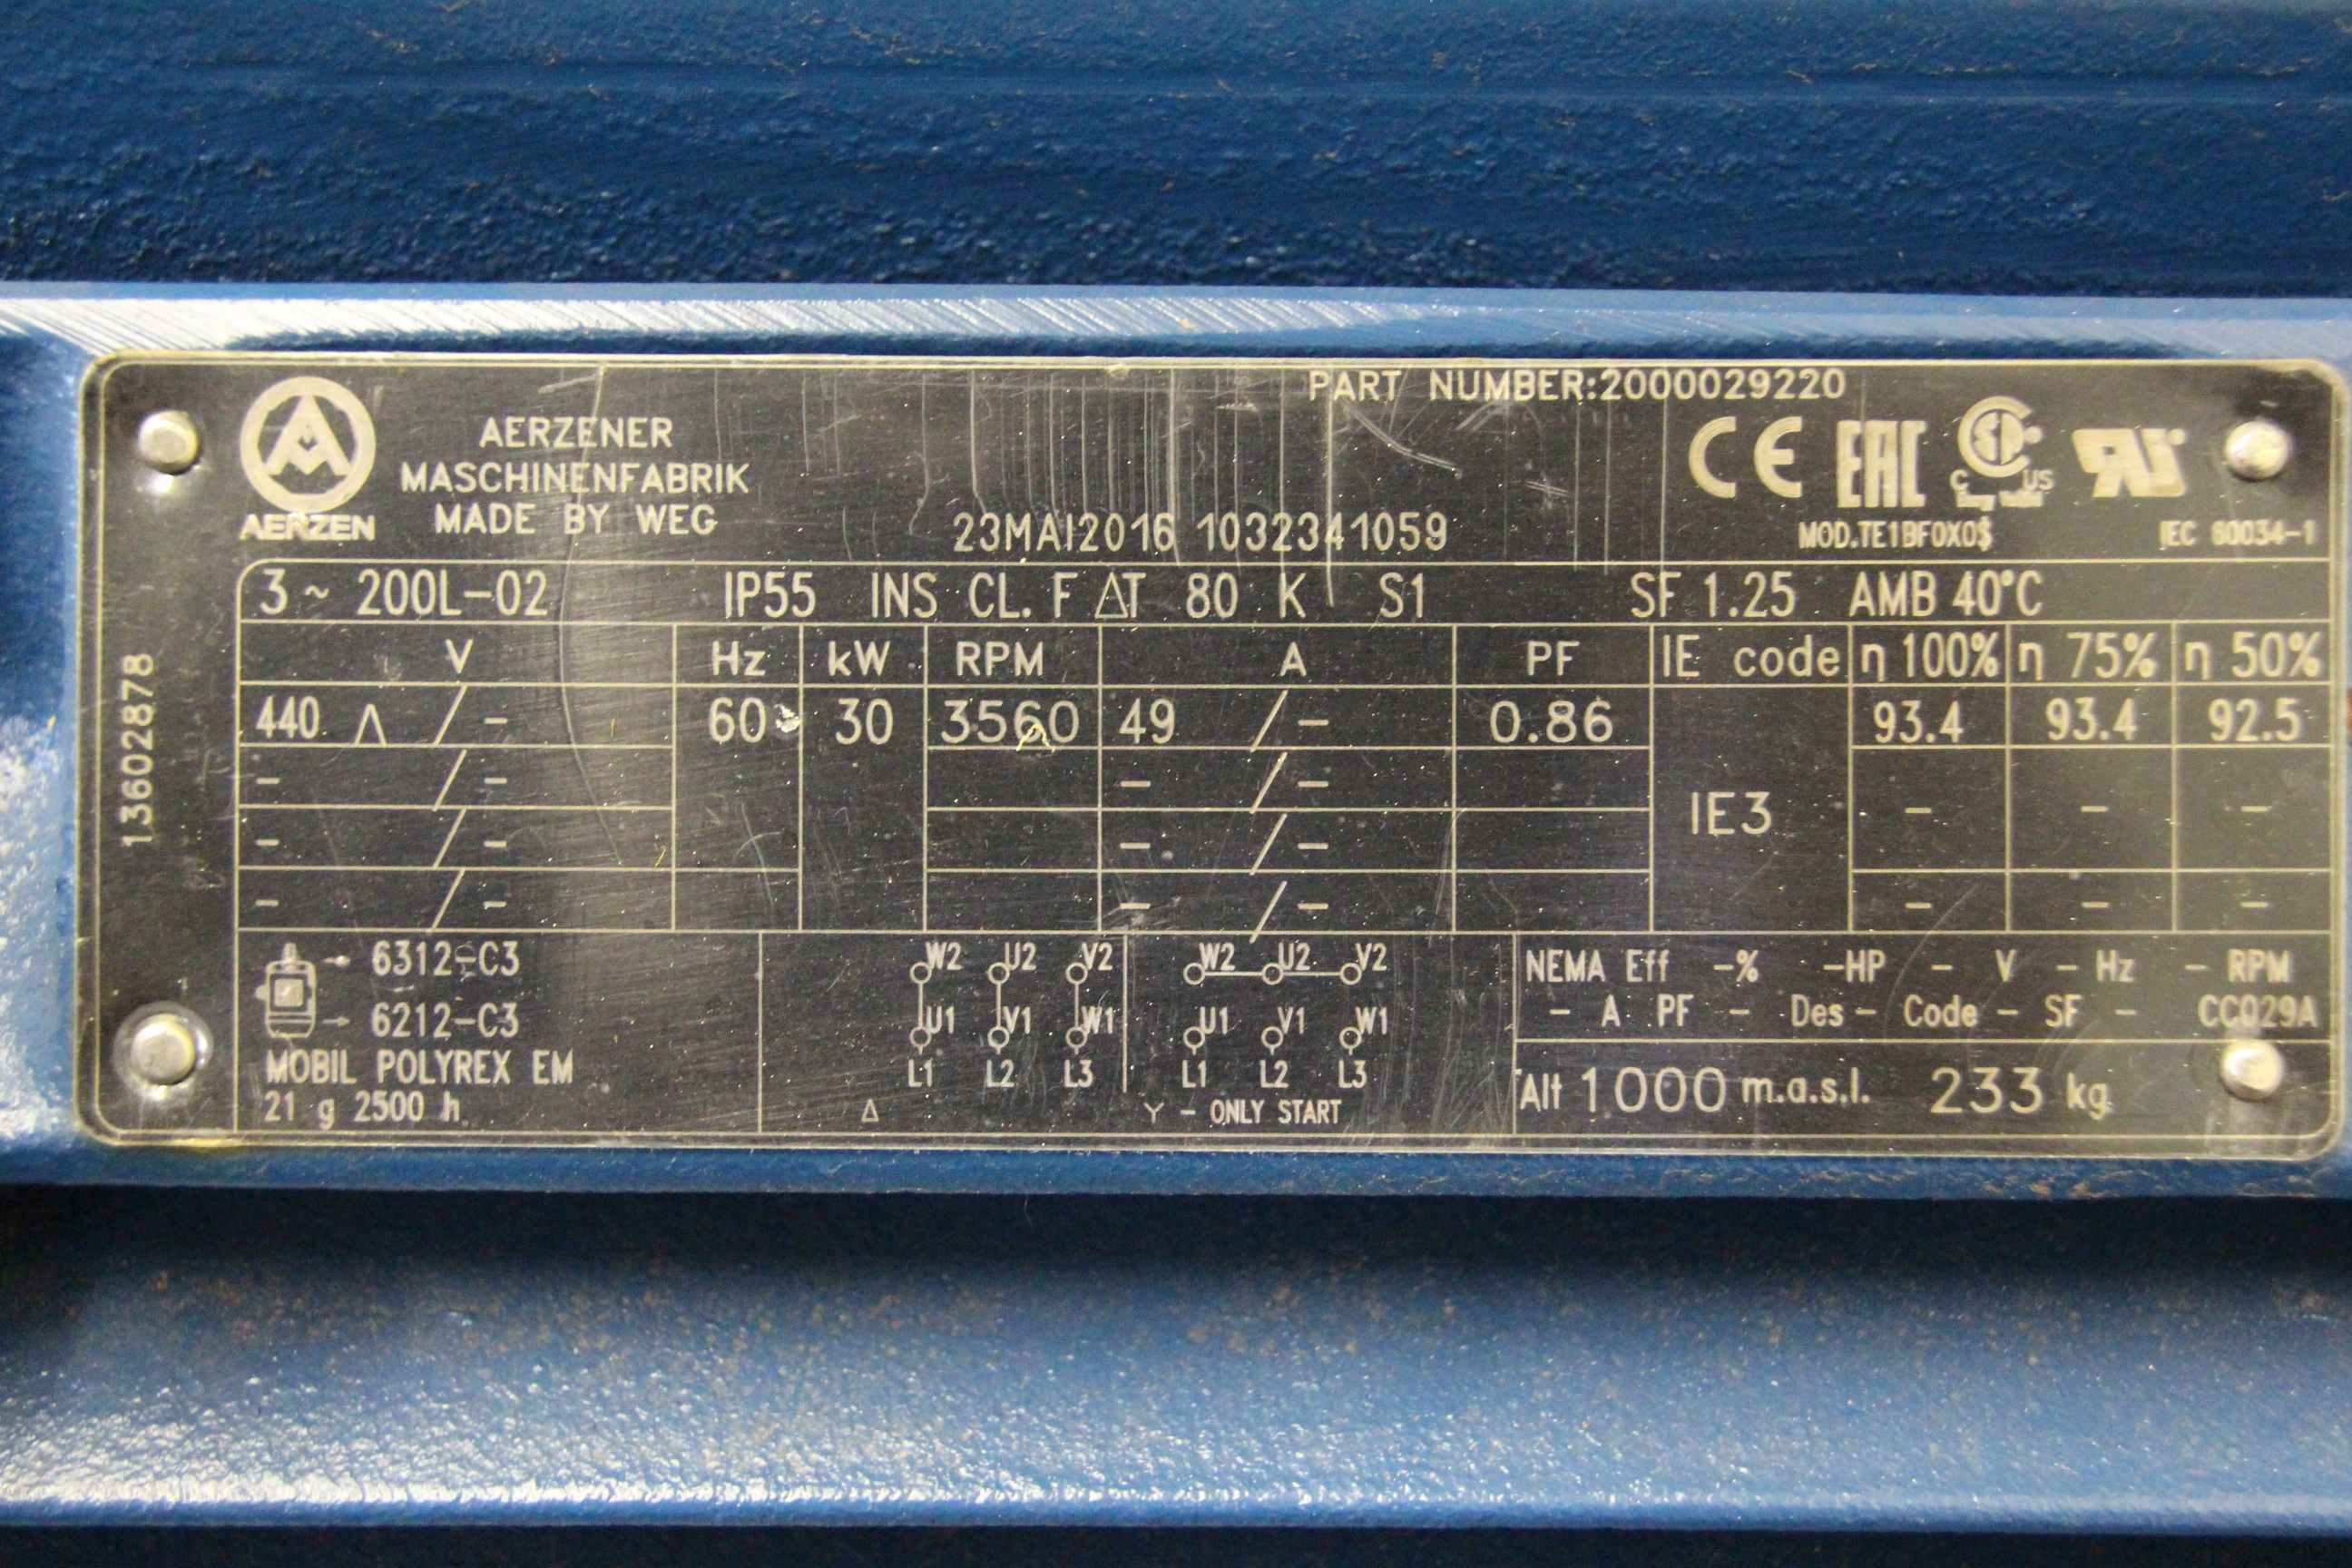 PART NUMBER:2000029220
AERZEN
AERZENER
MASCHINENFABRIK
MADE BY WEG
23MAI2016 1032341059
CE EAC
C US
MOD.TE1BF0X0$
IEC 60034-1
13602878
3 ~ 200L-02 IP55 INS CL. F ΔT 80 K S1 SF 1.25 AMB 40°C
V Hz kW RPM A PF IE code η 100% η 75% η 50%
440 Δ / - 60 30 3560 49 / - 0.86 93.4 93.4 92.5
- / - - / -
- / - - / - IE3 - - -
- / - - / - - - -
6312-C3
6212-C3
MOBIL POLYREX EM
21 g 2500 h
W2 U2 V2 W2 U2 V2
U1 V1 W1 U1 V1 W1
L1 L2 L3 L1 L2 L3
Δ Y - ONLY START
NEMA Eff -% -HP - V - Hz - RPM
- A PF - Des - Code - SF - CC029A
Alt 1000 m.a.s.l. 233 kg